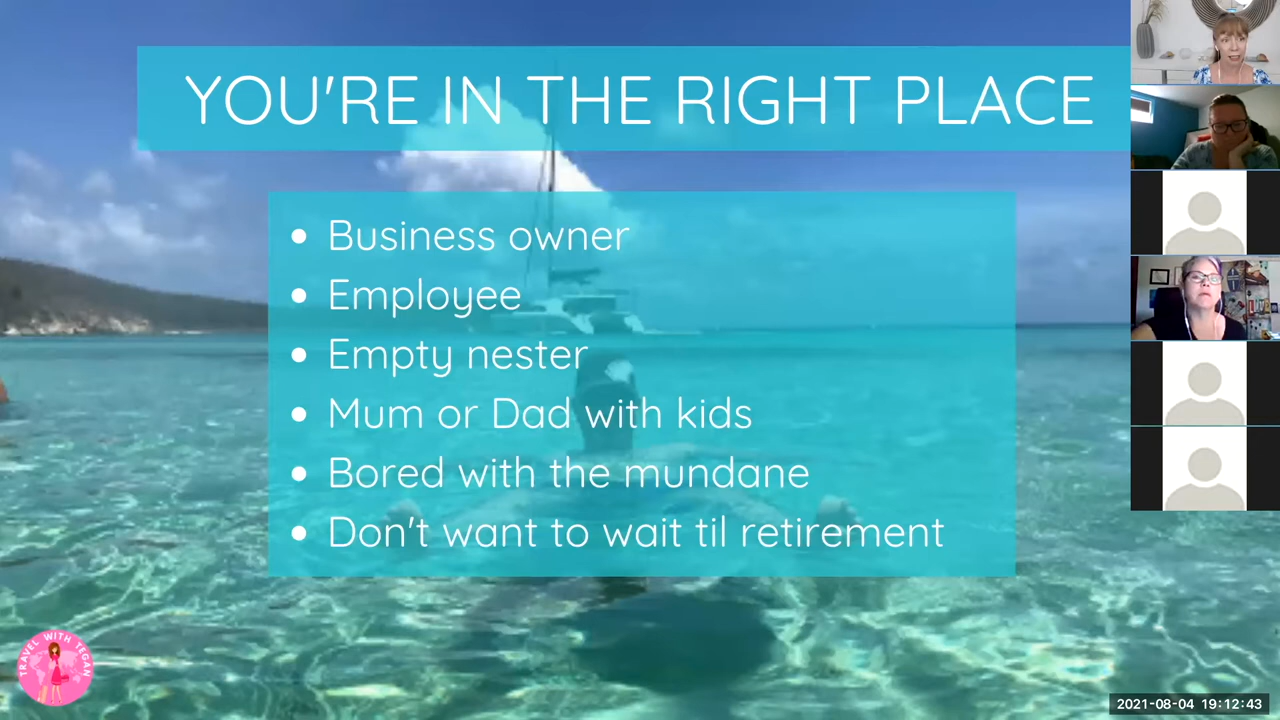 YOU'RE IN THE RIGHT PLACE
• Business owner
• Employee
• Empty nester
• Mum or Dad with kids
• Bored with the mundane
• Don't want to wait til retirement
TRAVEL WITH TEGAN
2021-08-04 19:12:43